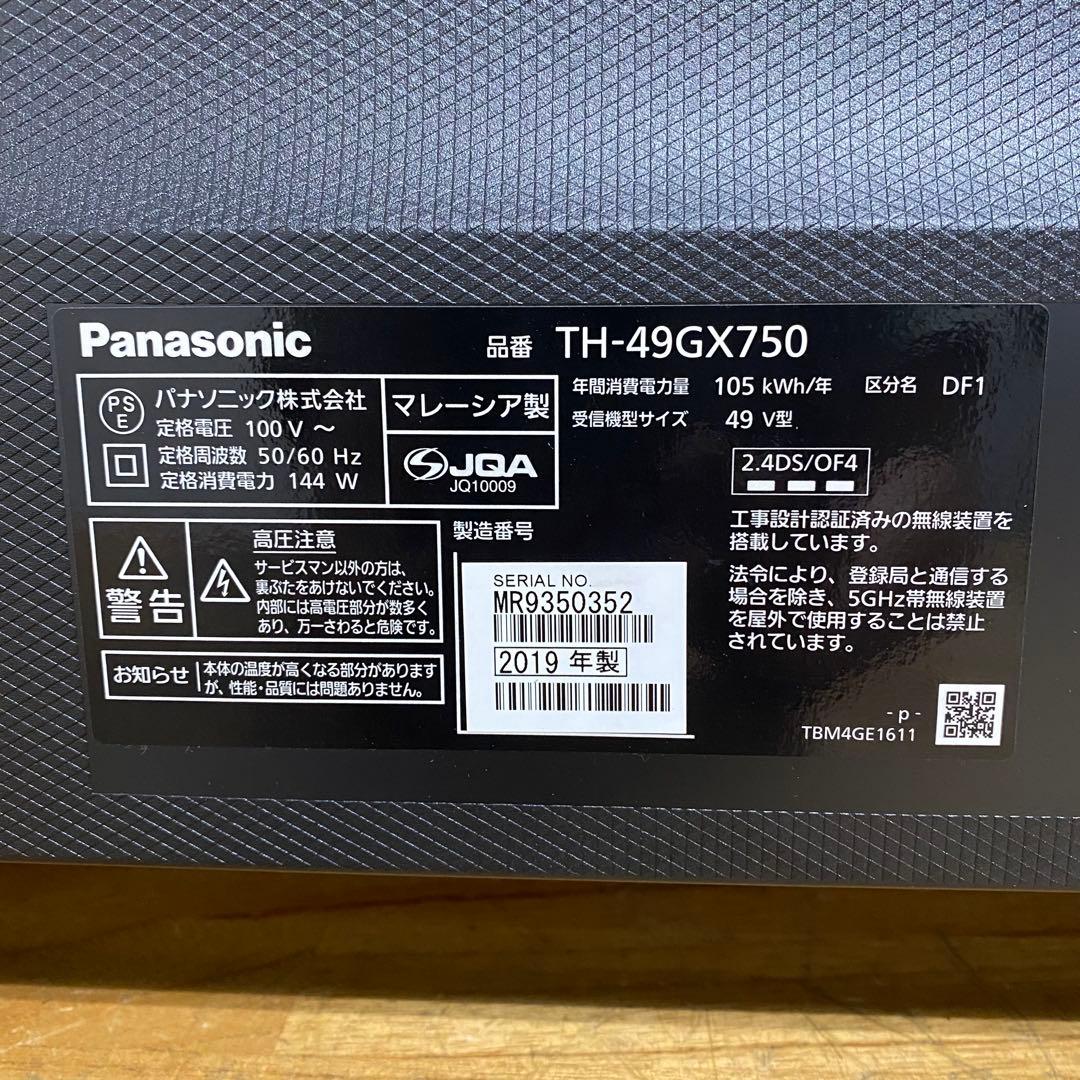 Panasonic
品番 TH-49GX750
年間消費電力量 105 kWh/年 区分名 DF1
受信機型サイズ 49 V型
PS
E
パナソニック株式会社
定格電圧 100 V ～
定格周波数 50/60 Hz
定格消費電力 144 W
マレーシア製
JQA
JQ10009
2.4DS/OF4
工事設計認証済みの無線装置を
搭載しています。
法令により、登録局と通信する
場合を除き、5GHz帯無線装置
を屋外で使用することは禁止
されています。
警告
高圧注意
サービスマン以外の方は、
裏ぶたをあけないでください。
内部には高電圧部分が数多く
あり、万一さわると危険です。
お知らせ
本体の温度が高くなる部分があります
が、性能・品質には問題ありません。
製造番号
SERIAL NO.
MR9350352
2019 年製
- p -
TBM4GE1611